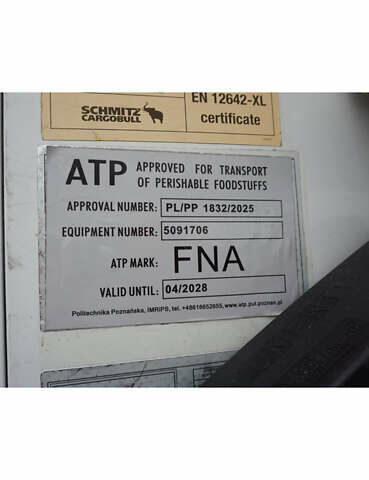 SCHMITZ
CARGOBULL
EN 12642-XL
certificate
ATP APPROVED FOR TRANSPORT
OF PERISHABLE FOODSTUFFS
APPROVAL NUMBER: PL/PP 1832/2025
EQUIPMENT NUMBER: 5091706
ATP MARK: FNA
VALID UNTIL: 04/2028
Politechnika Poznańska, IMRiPS, tel. +48616652655, www.atp.put.poznan.pl